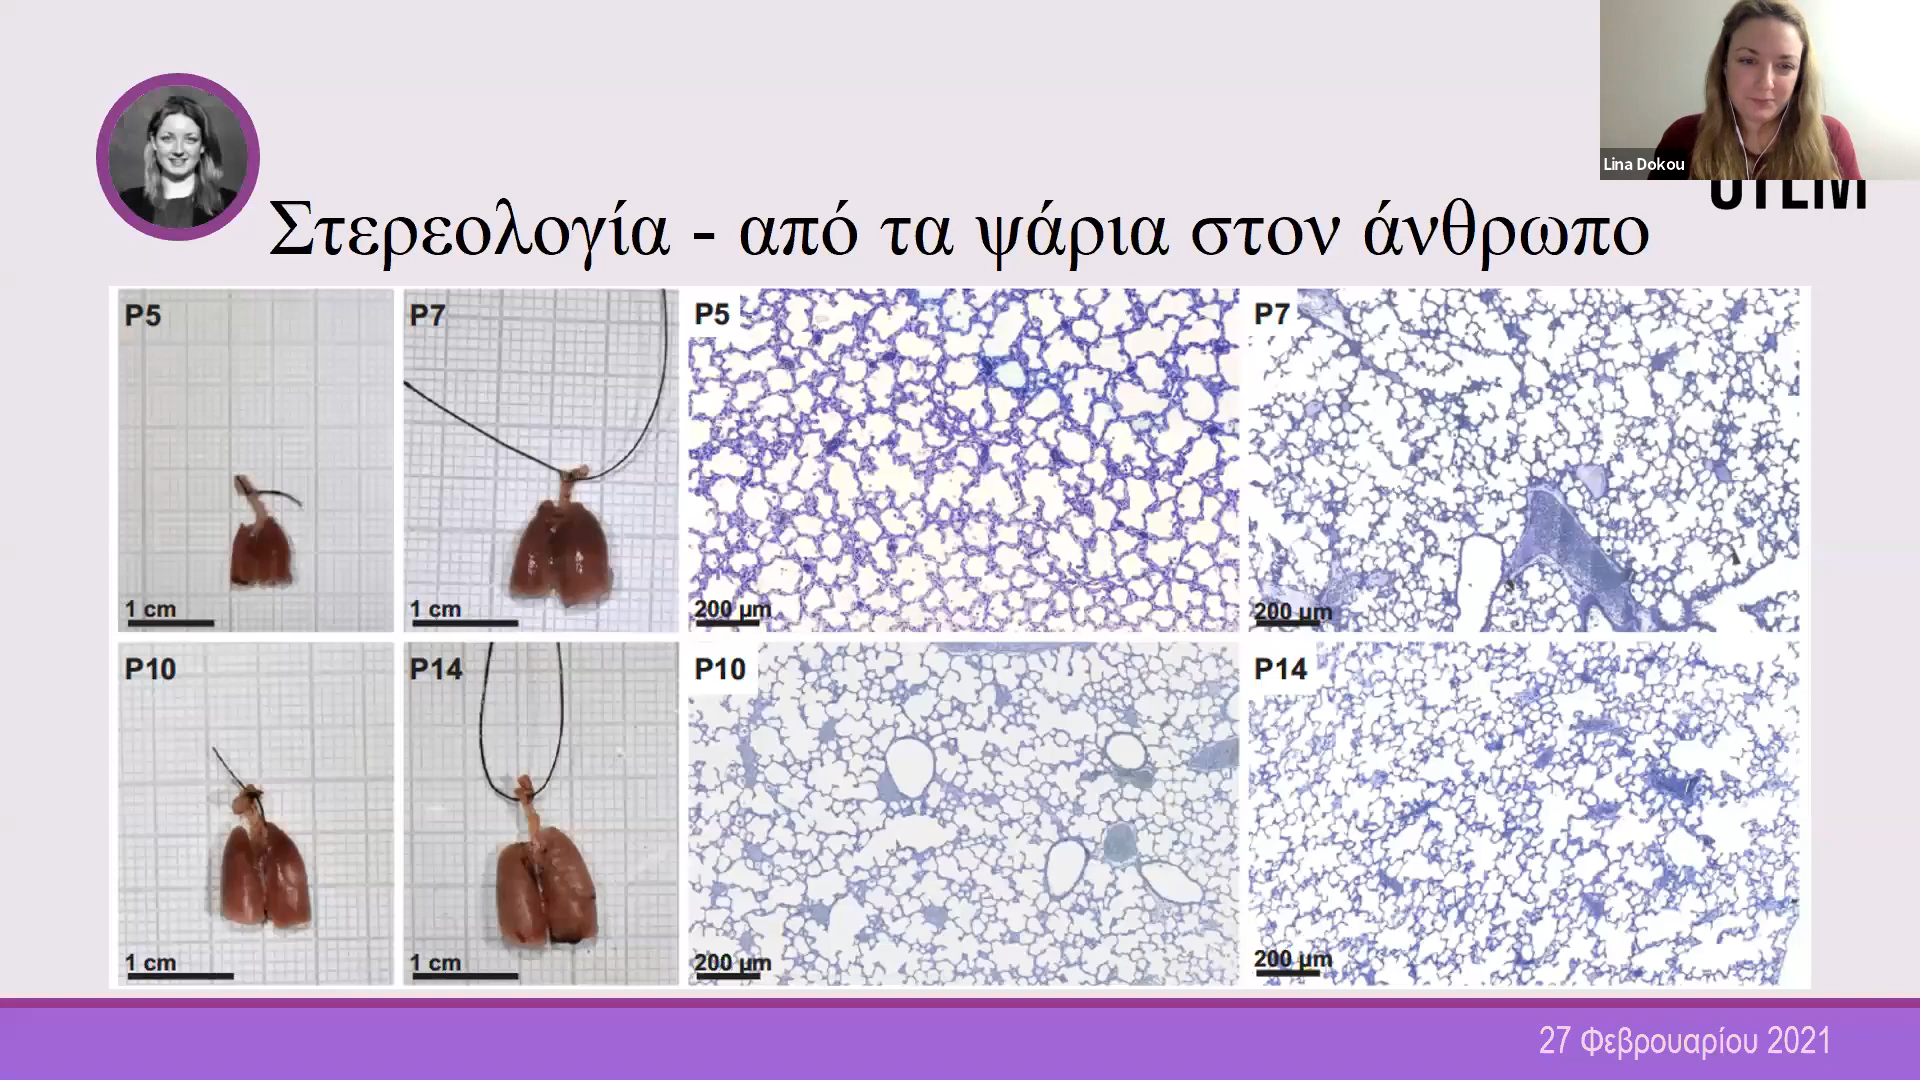 Lina Dokou
Στερεολογία - από τα ψάρια στον άνθρωπο
P5
P7
P5
P7
1 cm
1 cm
200 µm
200 µm
P10
P14
P10
P14
1 cm
1 cm
200 µm
200 µm
27 Φεβρουαρίου 2021